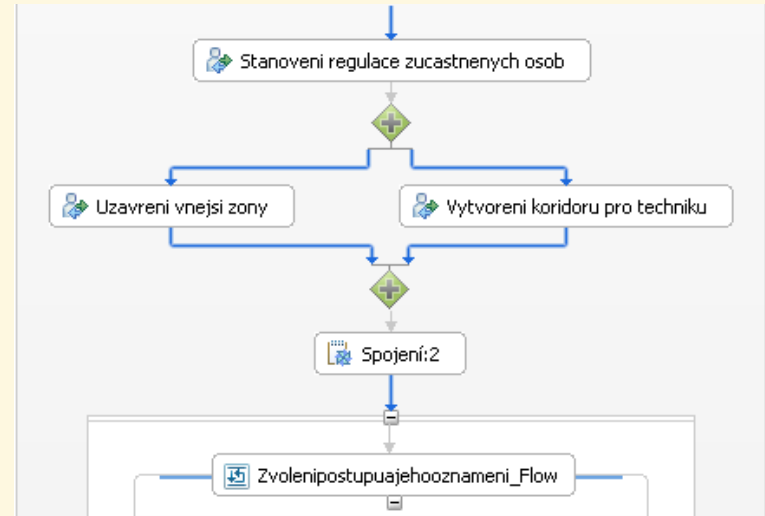 Stanoveni regulace zucastnenych osob
Uzavreni vnejsi zony
Vytvoreni koridoru pro techniku
Spojení:2
Zvolenipostupuajehooznameni_Flow